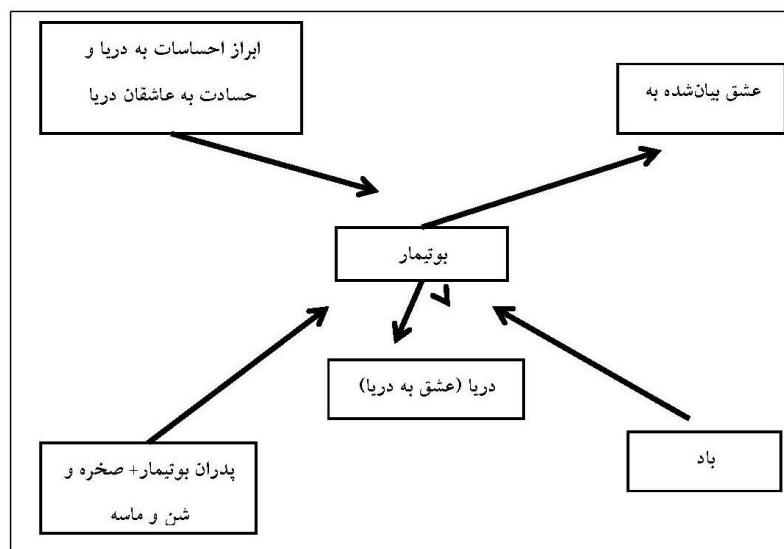 ابراز احساسات به دریا و
حسادت به عاشقان دریا
عشق بیان‌شده به
بوتیمار
دریا (عشق به دریا)
باد
پدران بوتیمار+ صخره و
شن و ماسه